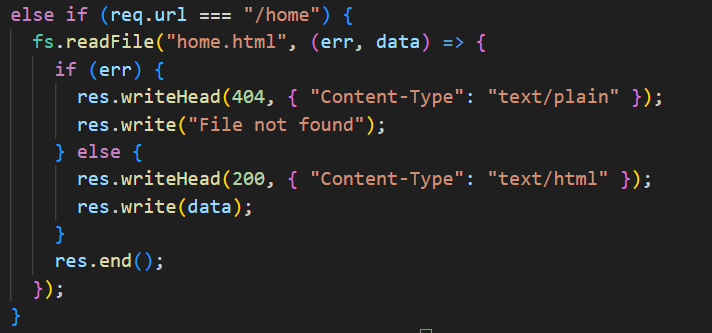 else if (req.url === "/home") {
fs.readFile("home.html", (err, data) => {
if (err) {
res.writeHead(404, { "Content-Type": "text/plain" });
res.write("File not found");
} else {
res.writeHead(200, { "Content-Type": "text/html" });
res.write(data);
}
res.end();
});
}